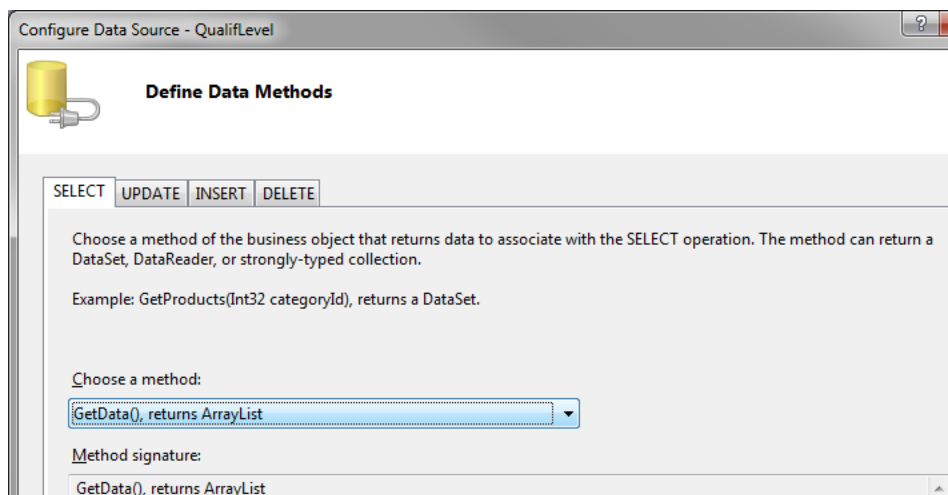 Configure Data Source - QualifLevel
?
Define Data Methods
SELECT UPDATE INSERT DELETE
Choose a method of the business object that returns data to associate with the SELECT operation. The method can return a
DataSet, DataReader, or strongly-typed collection.
Example: GetProducts(Int32 categoryId), returns a DataSet.
Choose a method:
GetData(), returns ArrayList
Method signature:
GetData(), returns ArrayList